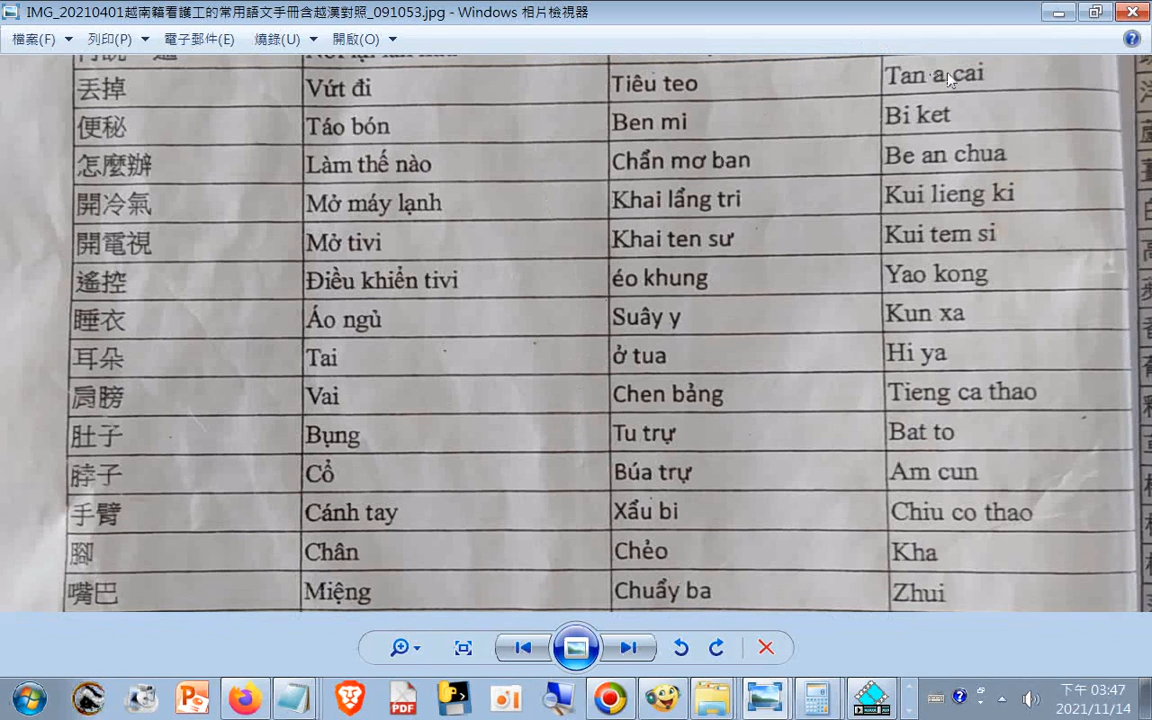 IMG_20210401越南籍看護工的常用語文手冊含越漢對照_091053.jpg - Windows 相片檢視器
檔案(F) 列印(P) 電子郵件(E) 燒錄(U) 開啟(O)
丟掉 Vứt đi Tiêu teo Tan a cai
便秘 Táo bón Ben mi Bi ket
怎麼辦 Làm thế nào Chẩn mơ ban Be an chua
開冷氣 Mở máy lạnh Khai lẩng tri Kui lieng ki
開電視 Mở tivi Khai ten sư Kui tem si
遙控 Điều khiển tivi éo khung Yao kong
睡衣 Áo ngủ Suây y Kun xa
耳朵 Tai ở tua Hi ya
肩膀 Vai Chen bảng Tieng ca thao
肚子 Bụng Tu trự Bat to
脖子 Cổ Búa trự Am cun
手臂 Cánh tay Xẩu bi Chiu co thao
腳 Chân Chẻo Kha
嘴巴 Miệng Chuẩy ba Zhui
PDF
下午 03:47
2021/11/14